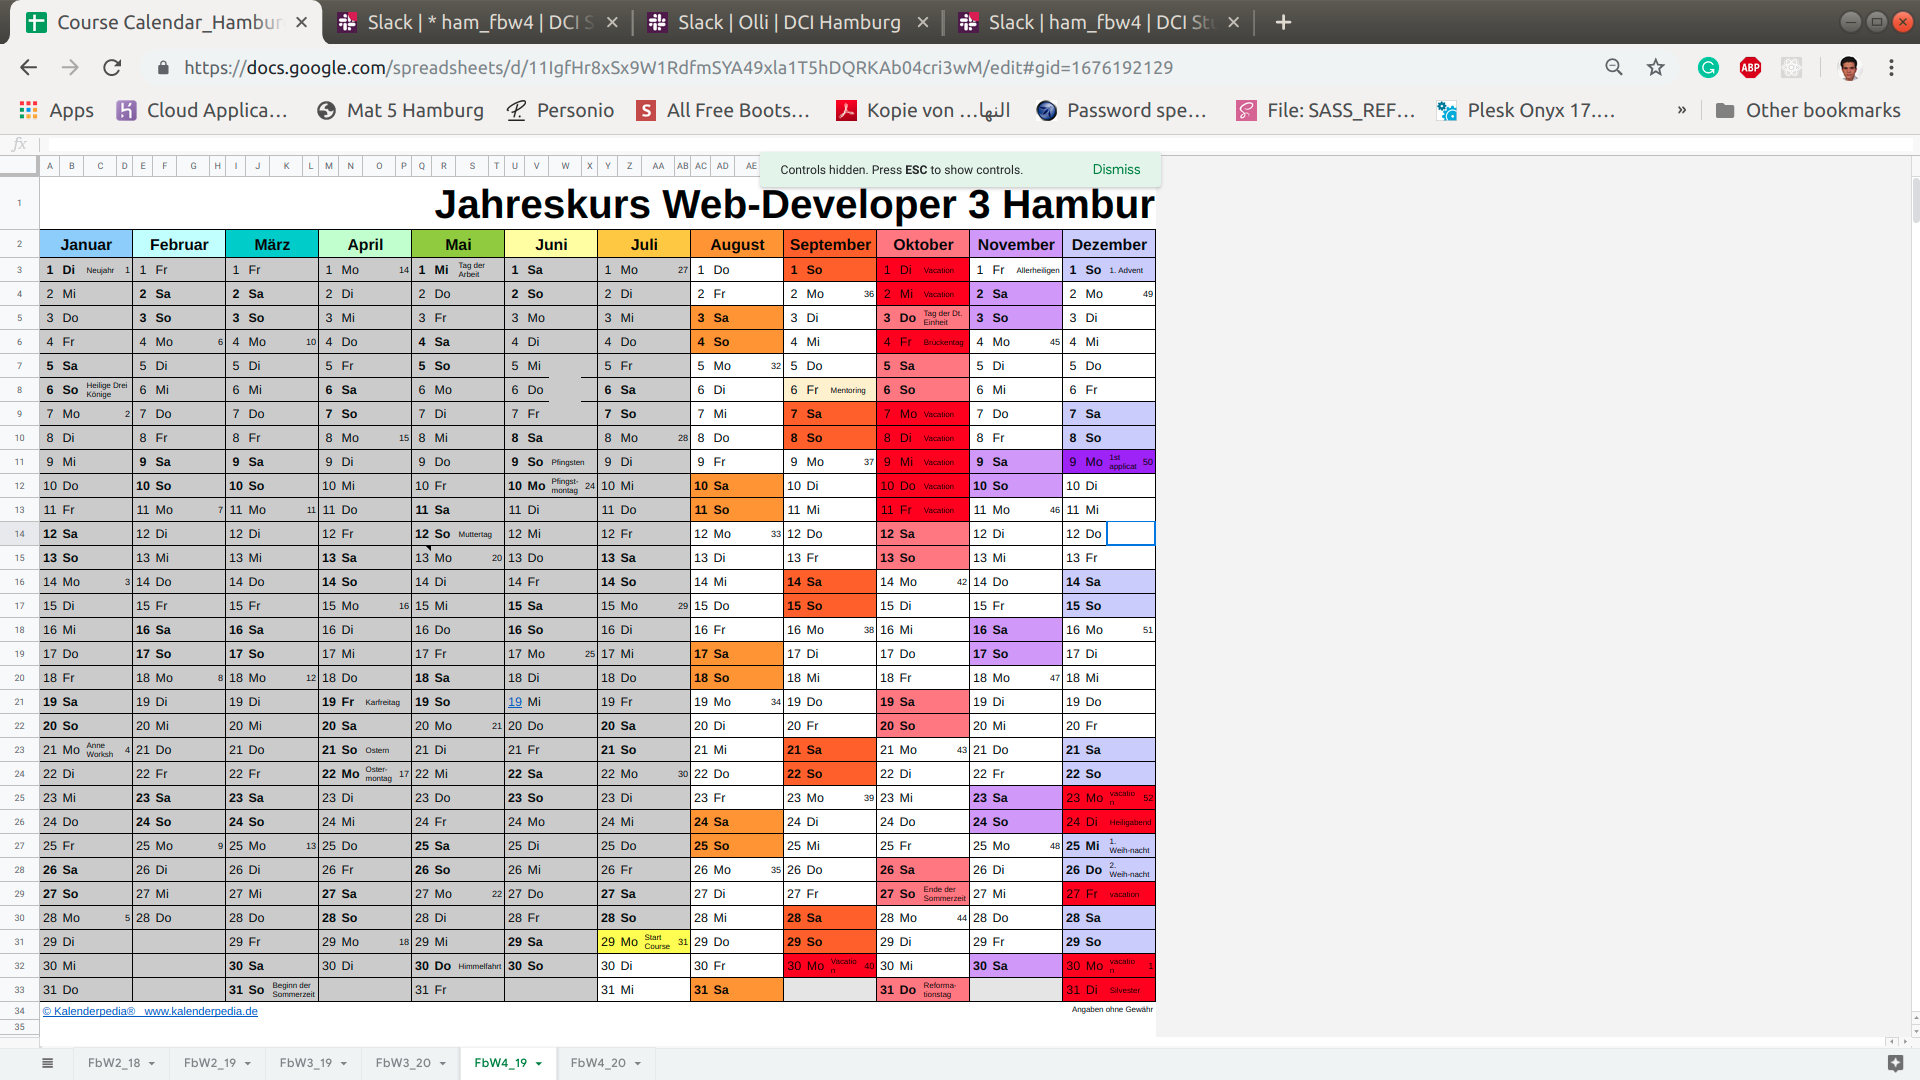 Course Calendar_Hambur
Slack | * ham_fbw4 | DCI S
Slack | Olli | DCI Hamburg
Slack | ham_fbw4 | DCI Stu
https://docs.google.com/spreadsheets/d/11IgfHr8xSx9W1RdfmSYA49xla1T5hDQRKAb04cri3wM/edit#gid=1676192129
ABP
Apps Cloud Applica... Mat 5 Hamburg Personio All Free Boots... Kopie von ...النها Password spe... File: SASS_REF... Plesk Onyx 17.... » Other bookmarks
fx
A B C D E F G H I J K L M N O P Q R S T U V W X Y Z AA AB AC AD AE
Controls hidden. Press ESC to show controls. Dismiss
1 Jahreskurs Web-Developer 3 Hambur
2 Januar Februar März April Mai Juni Juli August September Oktober November Dezember
3 1 Di Neujahr 1 1 Fr 1 Fr 1 Mo 14 1 Mi Tag der Arbeit 1 Sa 1 Mo 27 1 Do 1 So 1 Di Vacation 1 Fr Allerheiligen 1 So 1. Advent
4 2 Mi 2 Sa 2 Sa 2 Di 2 Do 2 So 2 Di 2 Fr 2 Mo 36 2 Mi Vacation 2 Sa 2 Mo 49
5 3 Do 3 So 3 So 3 Mi 3 Fr 3 Mo 3 Mi 3 Sa 3 Di 3 Do Tag der Dt. Einheit 3 So 3 Di
6 4 Fr 4 Mo 6 4 Mo 10 4 Do 4 Sa 4 Di 4 Do 4 So 4 Mi 4 Fr Brückentag 4 Mo 45 4 Mi
7 5 Sa 5 Di 5 Di 5 Fr 5 So 5 Mi 5 Fr 5 Mo 32 5 Do 5 Sa 5 Di 5 Do
8 6 So Heilige Drei Könige 6 Mi 6 Mi 6 Sa 6 Mo 6 Do 6 Sa 6 Di 6 Fr Mentoring 6 So 6 Mi 6 Fr
9 7 Mo 2 7 Do 7 Do 7 So 7 Di 7 Fr 7 So 7 Mi 7 Sa 7 Mo Vacation 7 Do 7 Sa
10 8 Di 8 Fr 8 Fr 8 Mo 15 8 Mi 8 Sa 8 Mo 28 8 Do 8 So 8 Di Vacation 8 Fr 8 So
11 9 Mi 9 Sa 9 Sa 9 Di 9 Do 9 So Pfingsten 9 Di 9 Fr 9 Mo 37 9 Mi Vacation 9 Sa 9 Mo 1st applicat 50
12 10 Do 10 So 10 So 10 Mi 10 Fr 10 Mo Pfingst-montag 24 10 Mi 10 Sa 10 Di 10 Do Vacation 10 So 10 Di
13 11 Fr 11 Mo 7 11 Mo 11 11 Do 11 Sa 11 Di 11 Do 11 So 11 Mi 11 Fr Vacation 11 Mo 46 11 Mi
14 12 Sa 12 Di 12 Di 12 Fr 12 So Muttertag 12 Mi 12 Fr 12 Mo 33 12 Do 12 Sa 12 Di 12 Do
15 13 So 13 Mi 13 Mi 13 Sa 13 Mo 20 13 Do 13 Sa 13 Di 13 Fr 13 So 13 Mi 13 Fr
16 14 Mo 3 14 Do 14 Do 14 So 14 Di 14 Fr 14 So 14 Mi 14 Sa 14 Mo 42 14 Do 14 Sa
17 15 Di 15 Fr 15 Fr 15 Mo 16 15 Mi 15 Sa 15 Mo 29 15 Do 15 So 15 Di 15 Fr 15 So
18 16 Mi 16 Sa 16 Sa 16 Di 16 Do 16 So 16 Di 16 Fr 16 Mo 38 16 Mi 16 Sa 16 Mo 51
19 17 Do 17 So 17 So 17 Mi 17 Fr 17 Mo 25 17 Mi 17 Sa 17 Di 17 Do 17 So 17 Di
20 18 Fr 18 Mo 8 18 Mo 12 18 Do 18 Sa 18 Di 18 Do 18 So 18 Mi 18 Fr 18 Mo 47 18 Mi
21 19 Sa 19 Di 19 Di 19 Fr Karfreitag 19 So 19 Mi 19 Fr 19 Mo 34 19 Do 19 Sa 19 Di 19 Do
22 20 So 20 Mi 20 Mi 20 Sa 20 Mo 21 20 Do 20 Sa 20 Di 20 Fr 20 So 20 Mi 20 Fr
23 21 Mo Anne Worksh 4 21 Do 21 Do 21 So Ostern 21 Di 21 Fr 21 So 21 Mi 21 Sa 21 Mo 43 21 Do 21 Sa
24 22 Di 22 Fr 22 Fr 22 Mo Oster-montag 17 22 Mi 22 Sa 22 Mo 30 22 Do 22 So 22 Di 22 Fr 22 So
25 23 Mi 23 Sa 23 Sa 23 Di 23 Do 23 So 23 Di 23 Fr 23 Mo 39 23 Mi 23 Sa 23 Mo vacatio n 52
26 24 Do 24 So 24 So 24 Mi 24 Fr 24 Mo 24 Mi 24 Sa 24 Di 24 Do 24 So 24 Di Heiligabend
27 25 Fr 25 Mo 9 25 Mo 13 25 Do 25 Sa 25 Di 25 Do 25 So 25 Mi 25 Fr 25 Mo 48 25 Mi 1. Weih-nacht
28 26 Sa 26 Di 26 Di 26 Fr 26 So 26 Mi 26 Fr 26 Mo 35 26 Do 26 Sa 26 Di 26 Do 2. Weih-nacht
29 27 So 27 Mi 27 Mi 27 Sa 27 Mo 22 27 Do 27 Sa 27 Di 27 Fr 27 So Ende der Sommerzeit 27 Mi 27 Fr vacation
30 28 Mo 5 28 Do 28 Do 28 So 28 Di 28 Fr 28 So 28 Mi 28 Sa 28 Mo 44 28 Do 28 Sa
31 29 Di 29 Fr 29 Mo 18 29 Mi 29 Sa 29 Mo Start Course 31 29 Do 29 So 29 Di 29 Fr 29 So
32 30 Mi 30 Sa 30 Di 30 Do Himmelfahrt 30 So 30 Di 30 Fr 30 Mo Vacatio n 40 30 Mi 30 Sa 30 Mo vacatio n 1
33 31 Do 31 So Beginn der Sommerzeit 31 Fr 31 Mi 31 Sa 31 Do Reforma-tionstag 31 Di Silvester
34 © Kalenderpedia® www.kalenderpedia.de Angaben ohne Gewähr
35
FbW2_18 FbW2_19 FbW3_19 FbW3_20 FbW4_19 FbW4_20